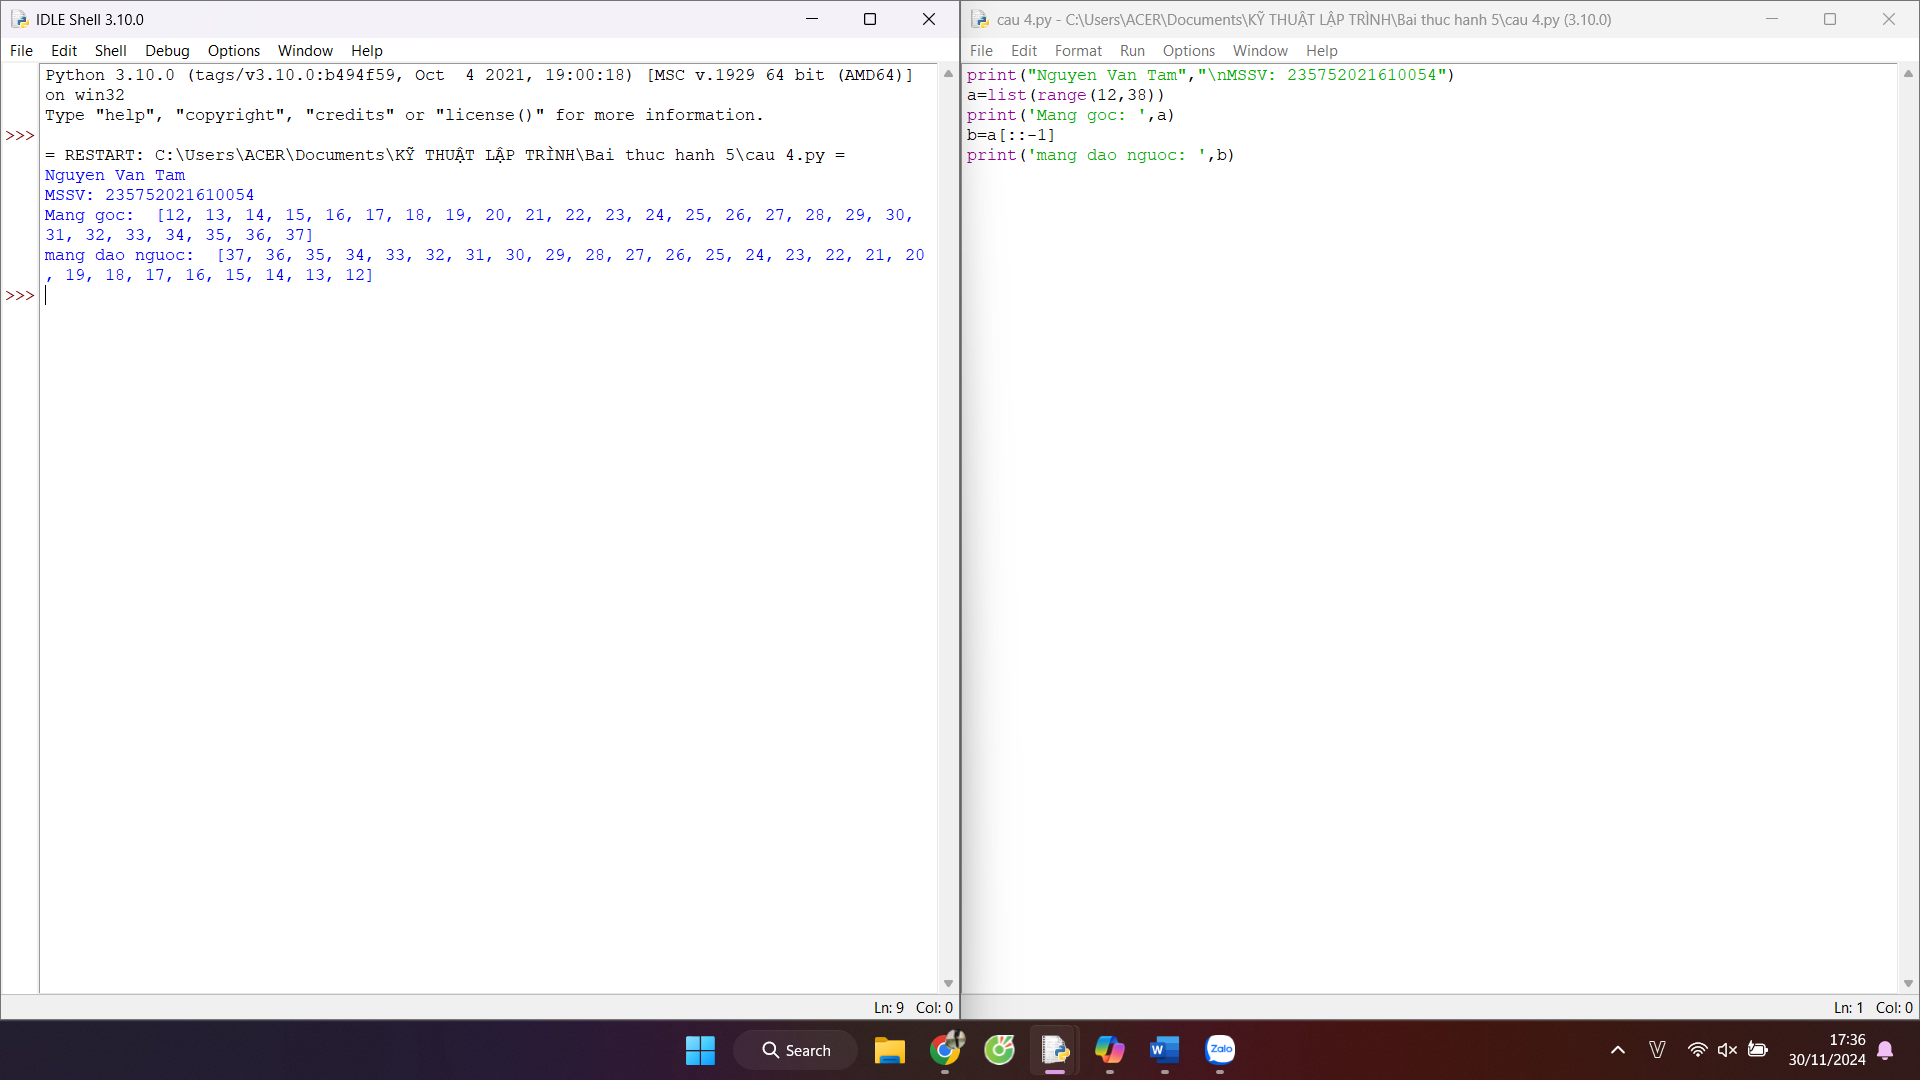 IDLE Shell 3.10.0
File Edit Shell Debug Options Window Help
Python 3.10.0 (tags/v3.10.0:b494f59, Oct  4 2021, 19:00:18) [MSC v.1929 64 bit (AMD64)]
on win32
Type "help", "copyright", "credits" or "license()" for more information.
>>>
= RESTART: C:\Users\ACER\Documents\KỸ THUẬT LẬP TRÌNH\Bai thuc hanh 5\cau 4.py =
Nguyen Van Tam
MSSV: 235752021610054
Mang goc:  [12, 13, 14, 15, 16, 17, 18, 19, 20, 21, 22, 23, 24, 25, 26, 27, 28, 29, 30,
31, 32, 33, 34, 35, 36, 37]
mang dao nguoc:  [37, 36, 35, 34, 33, 32, 31, 30, 29, 28, 27, 26, 25, 24, 23, 22, 21, 20
, 19, 18, 17, 16, 15, 14, 13, 12]
>>>
Ln: 9 Col: 0
cau 4.py - C:\Users\ACER\Documents\KỸ THUẬT LẬP TRÌNH\Bai thuc hanh 5\cau 4.py (3.10.0)
File Edit Format Run Options Window Help
print("Nguyen Van Tam","\nMSSV: 235752021610054")
a=list(range(12,38))
print('Mang goc: ',a)
b=a[::-1]
print('mang dao nguoc: ',b)
Ln: 1 Col: 0
Search
W
Zalo
V
17:36
30/11/2024